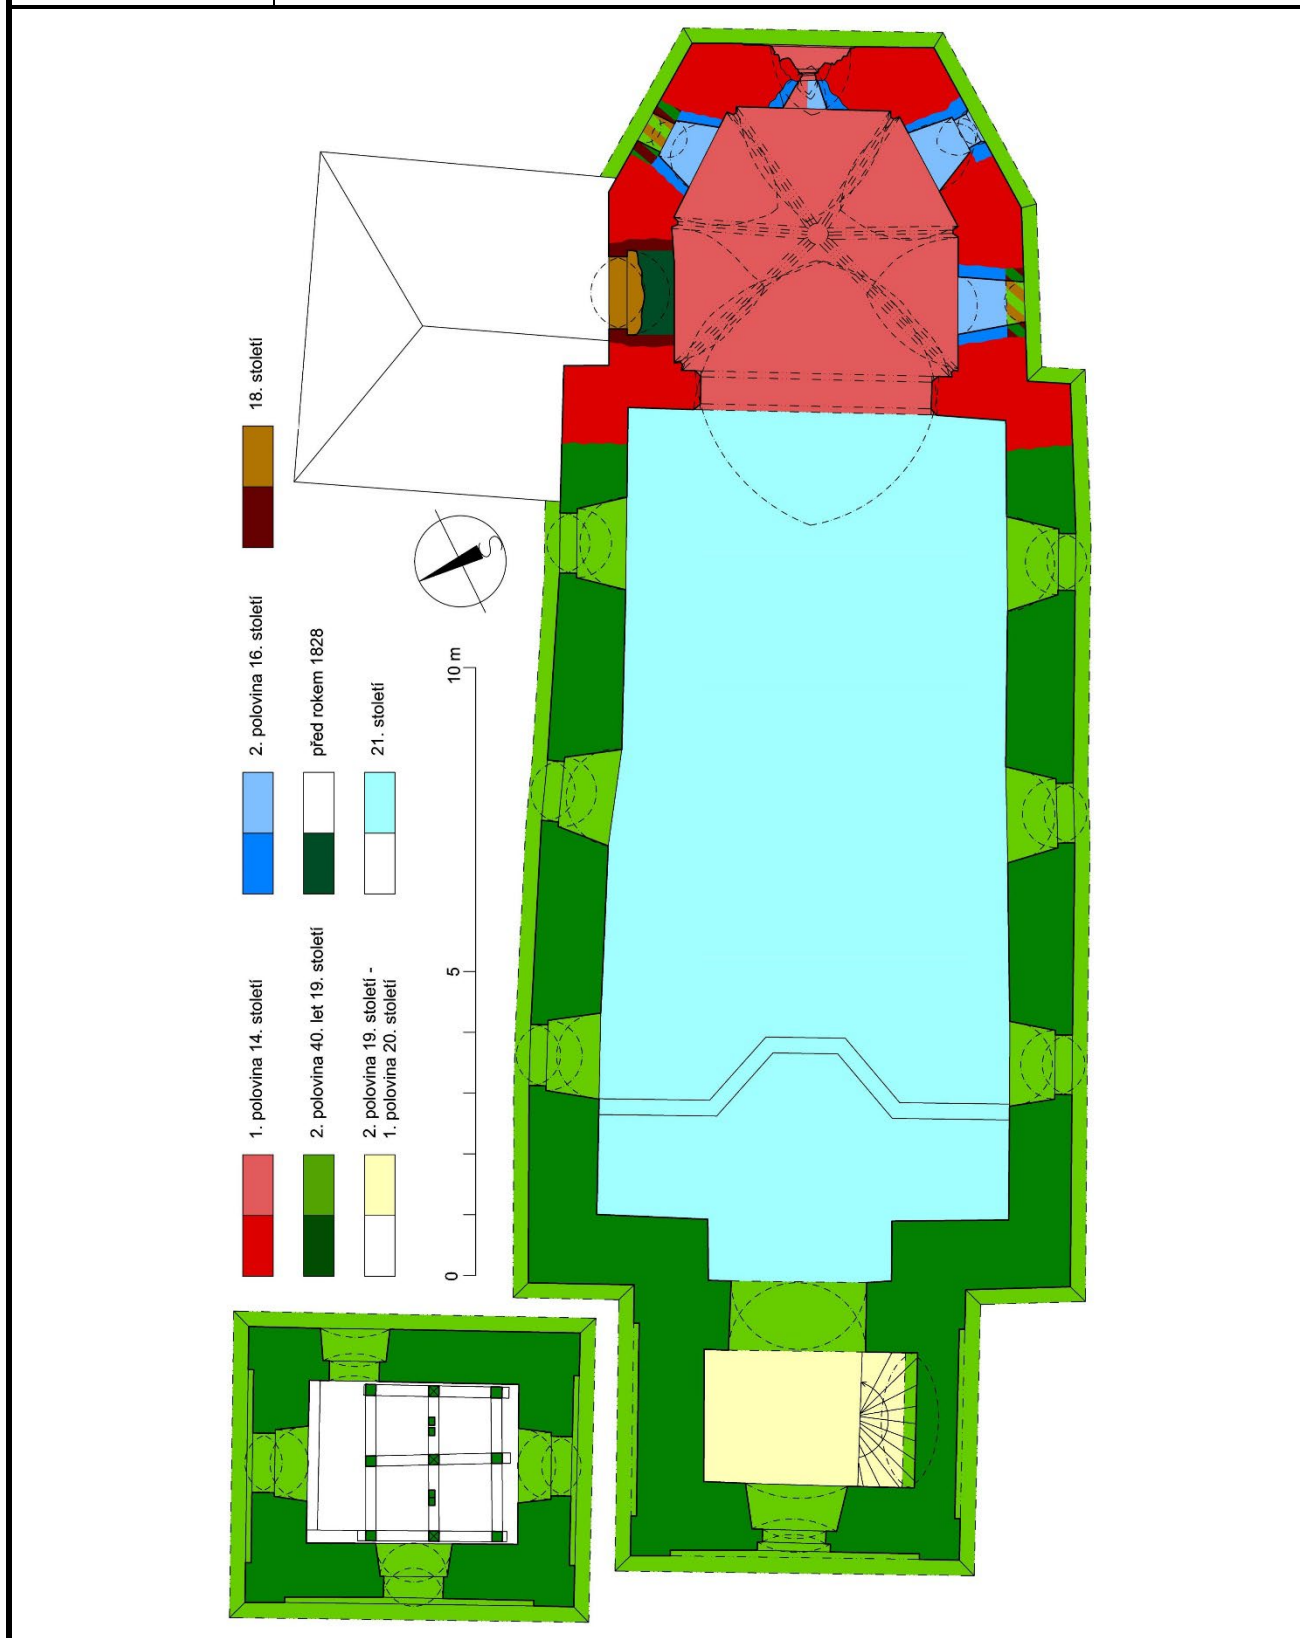 1. polovina 14. století
2. polovina 16. století
18. století
2. polovina 40. let 19. století
před rokem 1828
2. polovina 19. století -
1. polovina 20. století
21. století
0
5
10 m
S